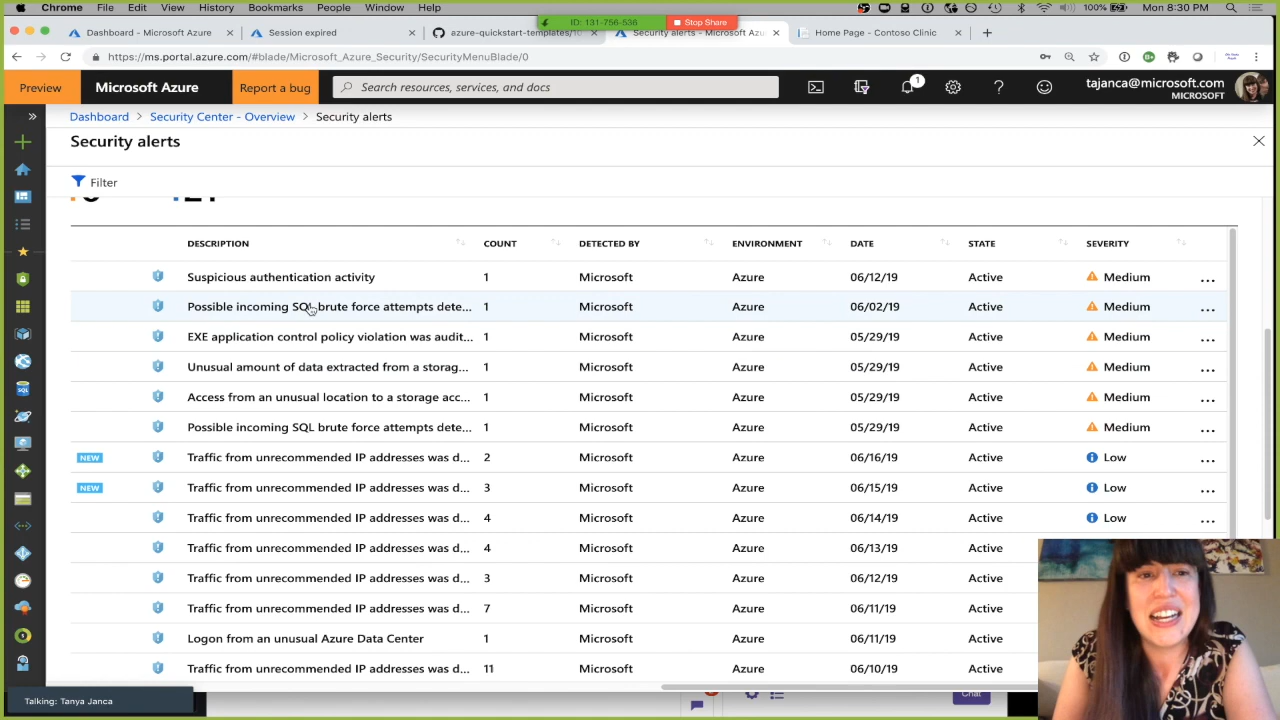 Chrome File Edit View History Bookmarks People Window Help 100% Mon 8:30 PM
ID: 131-756-536 Stop Share
Dashboard - Microsoft Azure Session expired azure-quickstart-templates/10 Security alerts - Microsoft Azu Home Page - Contoso Clinic
https://ms.portal.azure.com/#blade/Microsoft_Azure_Security/SecurityMenuBlade/0
Preview Microsoft Azure Report a bug Search resources, services, and docs 1 tajanca@microsoft.com
MICROSOFT
Dashboard > Security Center - Overview > Security alerts
Security alerts
Filter
DESCRIPTION COUNT DETECTED BY ENVIRONMENT DATE STATE SEVERITY
Suspicious authentication activity 1 Microsoft Azure 06/12/19 Active Medium ...
Possible incoming SQL brute force attempts dete... 1 Microsoft Azure 06/02/19 Active Medium ...
EXE application control policy violation was audit... 1 Microsoft Azure 05/29/19 Active Medium ...
Unusual amount of data extracted from a storag... 1 Microsoft Azure 05/29/19 Active Medium ...
Access from an unusual location to a storage acc... 1 Microsoft Azure 05/29/19 Active Medium ...
Possible incoming SQL brute force attempts dete... 1 Microsoft Azure 05/29/19 Active Medium ...
NEW Traffic from unrecommended IP addresses was d... 2 Microsoft Azure 06/16/19 Active Low ...
NEW Traffic from unrecommended IP addresses was d... 3 Microsoft Azure 06/15/19 Active Low ...
Traffic from unrecommended IP addresses was d... 4 Microsoft Azure 06/14/19 Active Low ...
Traffic from unrecommended IP addresses was d... 4 Microsoft Azure 06/13/19 Active
Traffic from unrecommended IP addresses was d... 3 Microsoft Azure 06/12/19 Active
Traffic from unrecommended IP addresses was d... 7 Microsoft Azure 06/11/19 Active
Logon from an unusual Azure Data Center 1 Microsoft Azure 06/11/19 Active
Traffic from unrecommended IP addresses was d... 11 Microsoft Azure 06/10/19 Active
Talking: Tanya Janca
Chat